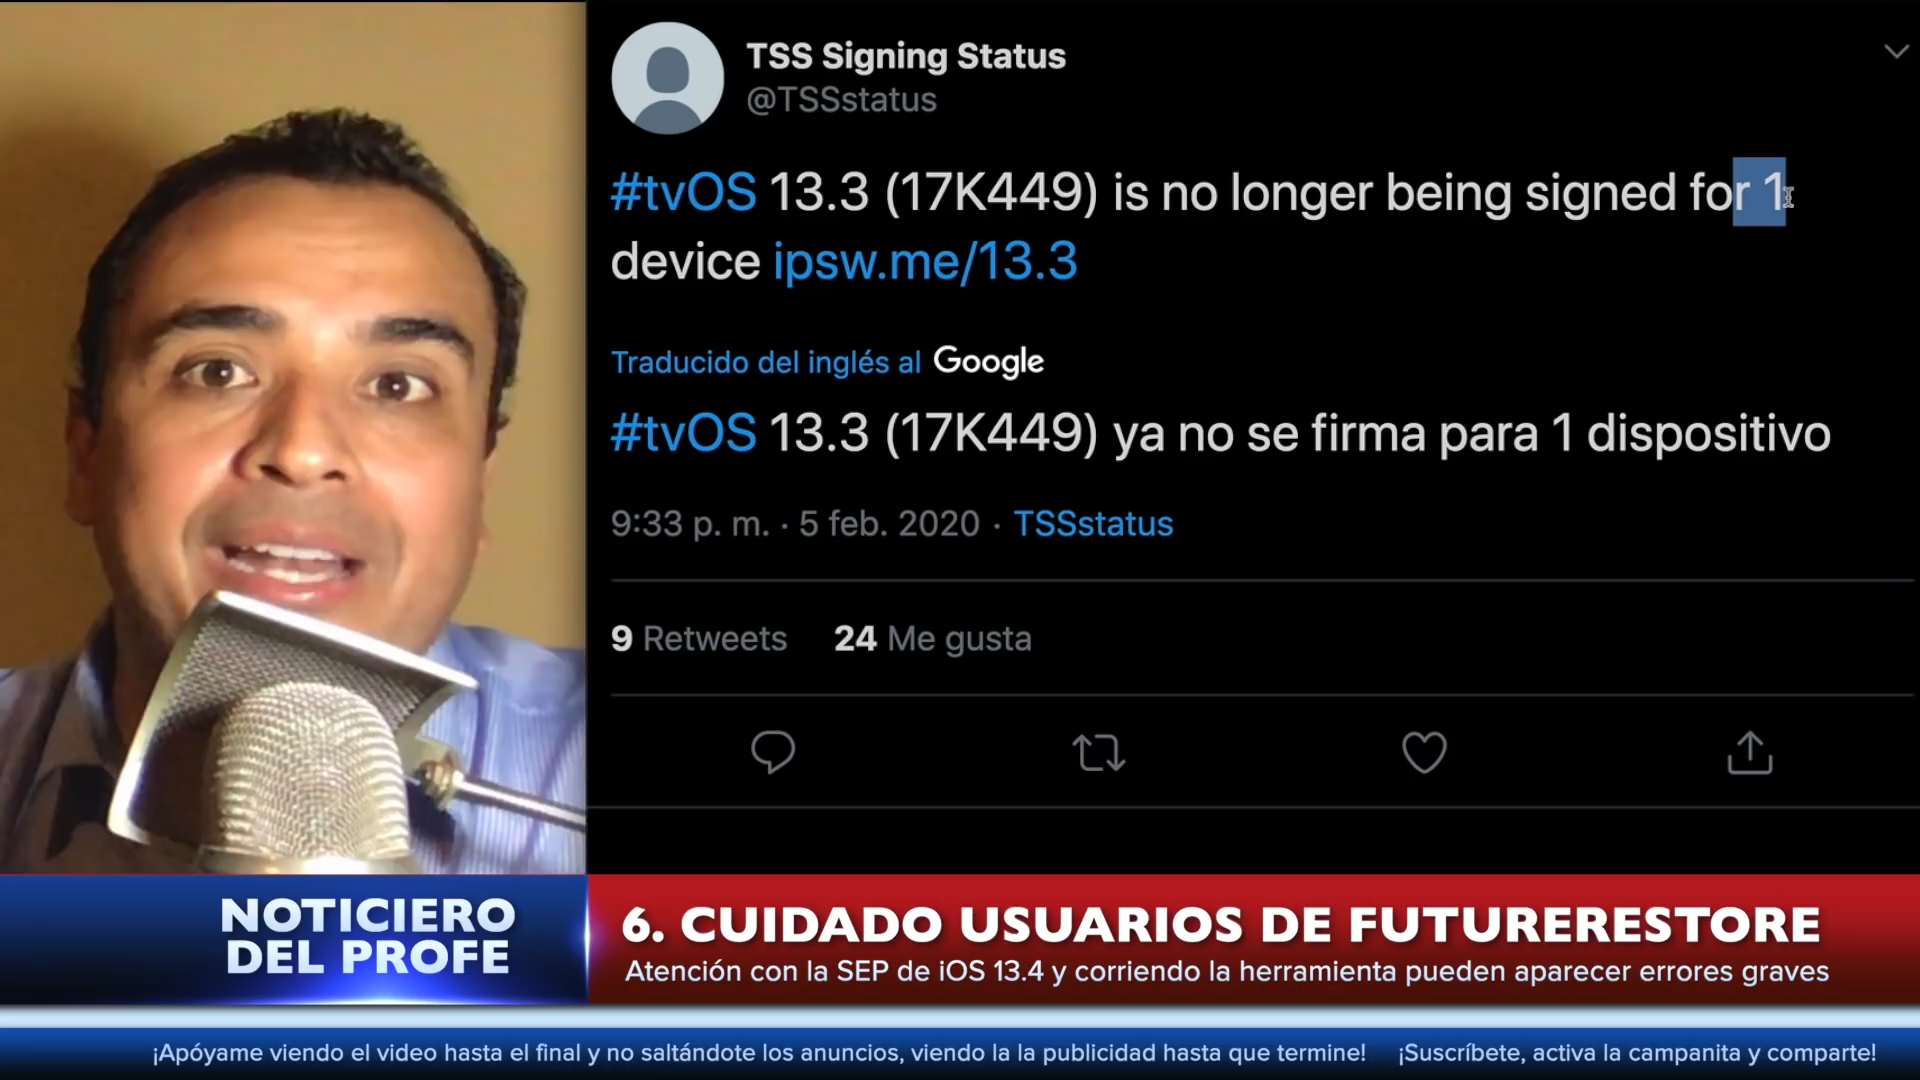 TSS Signing Status
@TSSstatus
#tvOS 13.3 (17K449) is no longer being signed for 1
device ipsw.me/13.3
Traducido del inglés al Google
#tvOS 13.3 (17K449) ya no se firma para 1 dispositivo
9:33 p. m. · 5 feb. 2020 · TSSstatus
9 Retweets 24 Me gusta
NOTICIERO
DEL PROFE
6. CUIDADO USUARIOS DE FUTURERESTORE
Atención con la SEP de iOS 13.4 y corriendo la herramienta pueden aparecer errores graves
¡Apóyame viendo el video hasta el final y no saltándote los anuncios, viendo la la publicidad hasta que termine! ¡Suscríbete, activa la campanita y comparte!